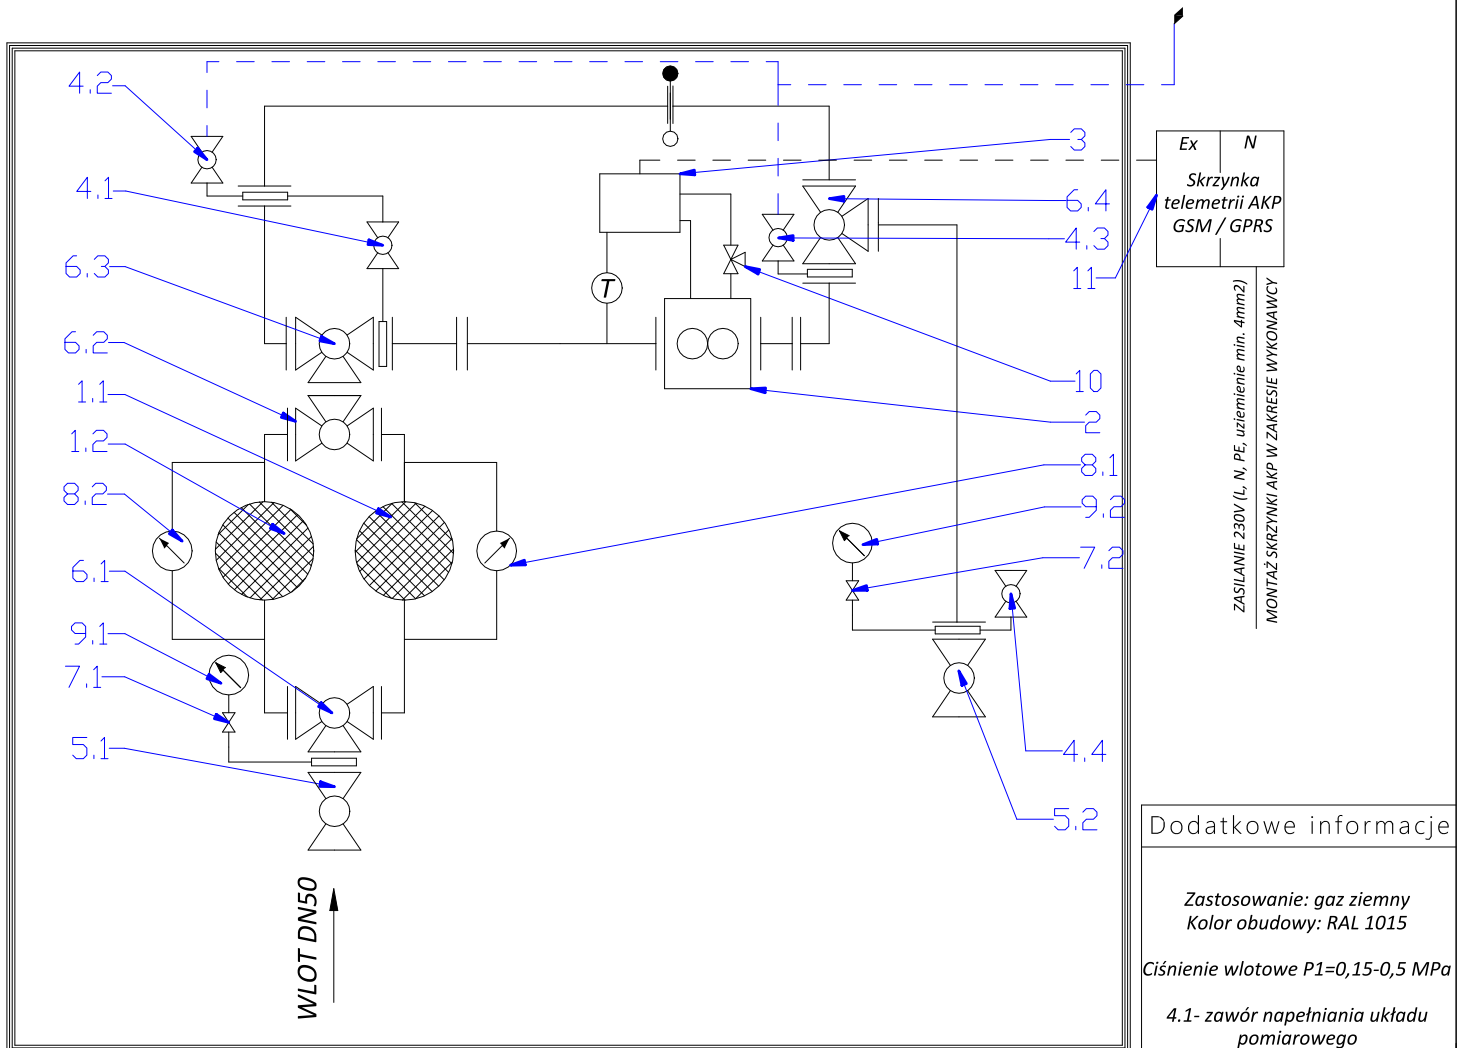 4.2
4.1
6.3
6.2
1.1
1.2
8.2
6.1
9.1
7.1
5.1
WLOT DN50
T
3
6.4
4.3
11
10
2
8.1
9.2
7.2
4.4
5.2
Ex N
Skrzynka
telemetrii AKP
GSM / GPRS
ZASILANIE 230V (L, N, PE, uziemienie min. 4mm2)
MONTAŻ SKRZYNKI AKP W ZAKRESIE WYKONAWCY
Dodatkowe informacje
Zastosowanie: gaz ziemny
Kolor obudowy: RAL 1015
Ciśnienie wlotowe P1=0,15-0,5 MPa
4.1- zawór napełniania układu
pomiarowego